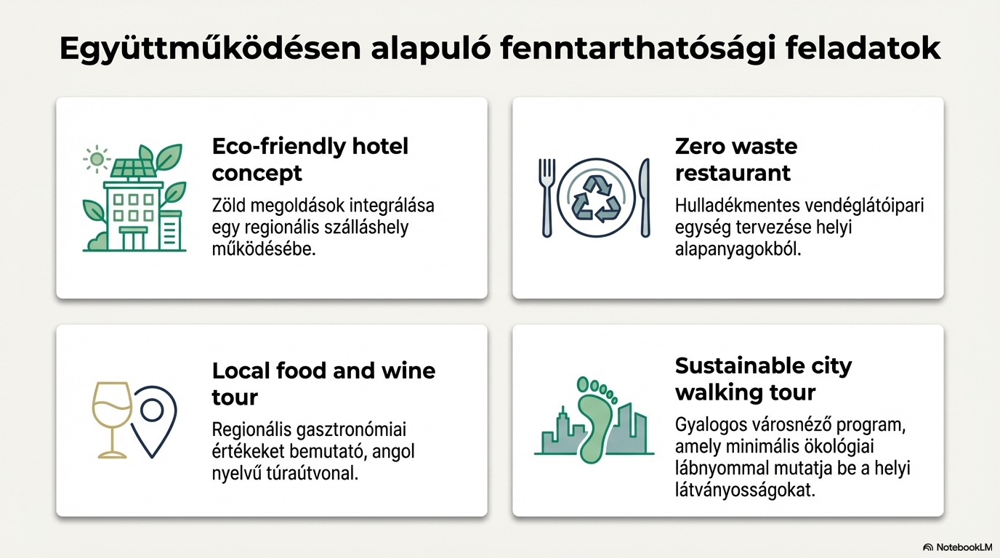 Együttműködésen alapuló fenntarthatósági feladatok
Eco-friendly hotel
concept
Zöld megoldások integrálása
egy regionális szálláshely
működésébe.
Zero waste
restaurant
Hulladékmentes vendéglátóipari
egység tervezése helyi
alapanyagokból.
Local food and wine
tour
Regionális gasztronómiai
értékeket bemutató, angol
nyelvű túraútvonal.
Sustainable city
walking tour
Gyalogos városnéző program,
amely minimális ökológiai
lábnyommal mutatja be a helyi
látványosságokat.
NotebookLM